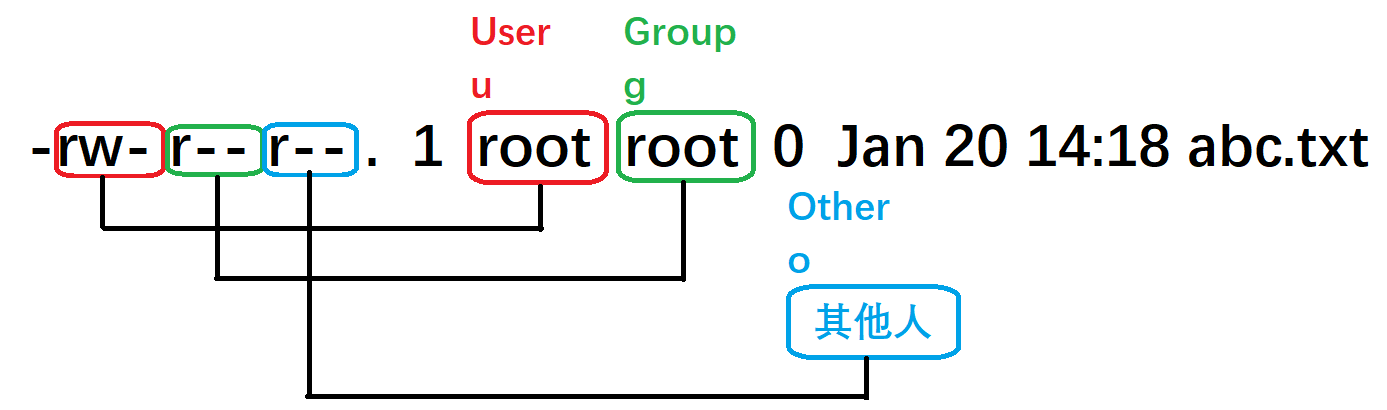 User Group
u g
-rw-r--r--. 1 root root 0 Jan 20 14:18 abc.txt
Other
o
其他人